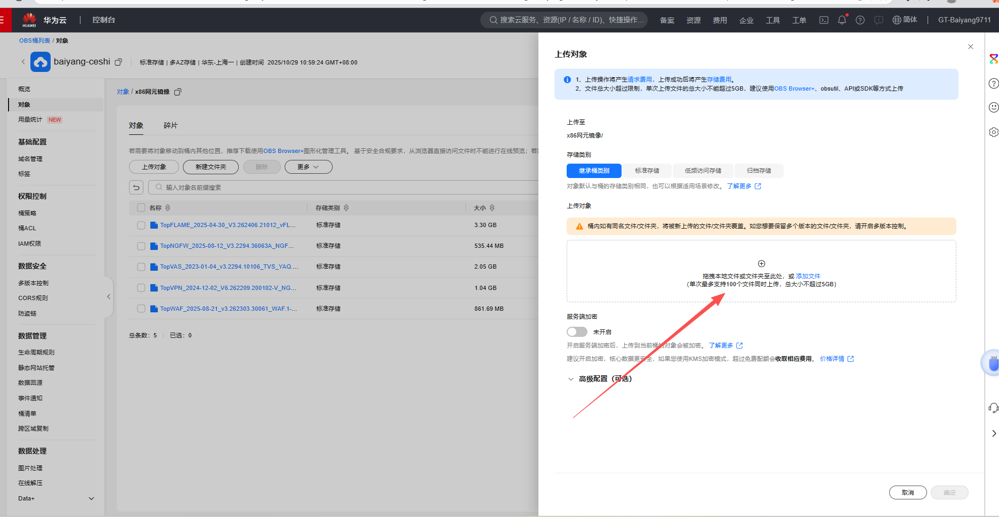 HUAWEI
华为云
控制台
搜索云服务、资源(IP / 名称 / ID)、快捷操作...
备案
资源
费用
企业
工具
工单
简体
GT-Baiyang9711
OBS桶列表 / 对象
baiyang-ceshi
标准存储 | 多AZ存储 | 华东-上海一 | 创建时间 2025/10/29 10:59:24 GMT+08:00
概览
对象
用量统计 NEW
基础配置
域名管理
标签
权限控制
桶策略
桶ACL
IAM权限
数据安全
多版本控制
CORS规则
防盗链
数据管理
生命周期规则
静态网站托管
数据回源
事件通知
桶清单
跨区域复制
数据处理
图片处理
在线解压
Data+
对象 / x86网元镜像
对象
碎片
若需要将对象移动到桶内其他位置，推荐下载使用OBS Browser+图形化管理工具。 基于安全合规要求，从浏览器直接访问文件时不能进行在线预览；若
上传对象
新建文件夹
删除
更多
输入对象名前缀搜索
名称
存储类别
大小
TopFLAME_2025-04-30_V3.262406.21012_vFL...
标准存储
3.30 GB
TopNGFW_2025-08-12_V3.2294.36063A_NGF...
标准存储
535.44 MB
TopVAS_2023-01-04_v3.2294.10106_TVS_YAQ....
标准存储
2.05 GB
TopVPN_2024-12-02_V6.262209.200102-V_NG...
标准存储
1.04 GB
TopWAF_2025-08-21_v3.262303.30061_WAF.1-...
标准存储
861.69 MB
总条数：5
已选：0
上传对象
1、上传操作将产生请求费用，上传成功后将产生存储费用。
2、文件总大小超过限制，单次上传文件的总大小不能超过5GB，建议使用OBS Browser+、obsutil、API或SDK等方式上传
上传至
x86网元镜像/
存储类别
继承桶类别
标准存储
低频访问存储
归档存储
对象默认与桶的存储类别相同，也可以根据适用场景修改。 了解更多
上传对象
桶内如有同名文件/文件夹，将被新上传的文件/文件夹覆盖。如您想要保留多个版本的文件/文件夹，请开启多版本控制。
拖拽本地文件或文件夹至此处，或 添加文件
（单次最多支持100个文件同时上传，总大小不超过5GB）
服务端加密
未开启
开启服务端加密后，上传到当前桶的对象会被加密。 了解更多
建议开启加密，核心数据更安全，如果您使用KMS加密模式，超过免费配额会收取相应费用。 价格详情
高级配置（可选）
取消
确定